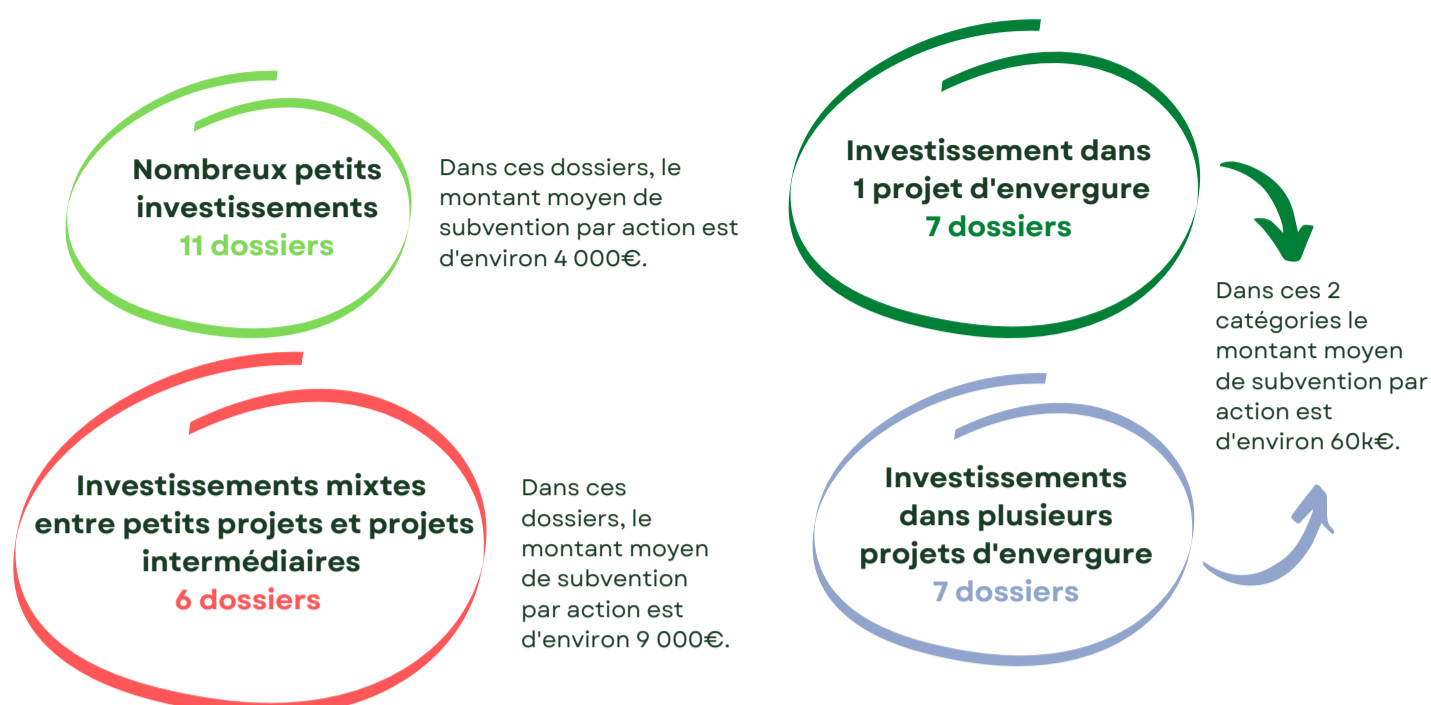 Nombreux petits
investissements
11 dossiers
Dans ces dossiers, le
montant moyen de
subvention par action est
d'environ 4 000€.
Investissement dans
1 projet d'envergure
7 dossiers
Dans ces 2
catégories le
montant moyen
de subvention par
action est
d'environ 60k€.
Investissements mixtes
entre petits projets et projets
intermédiaires
6 dossiers
Dans ces
dossiers, le
montant moyen
de subvention
par action est
d'environ 9 000€.
Investissements
dans plusieurs
projets d'envergure
7 dossiers